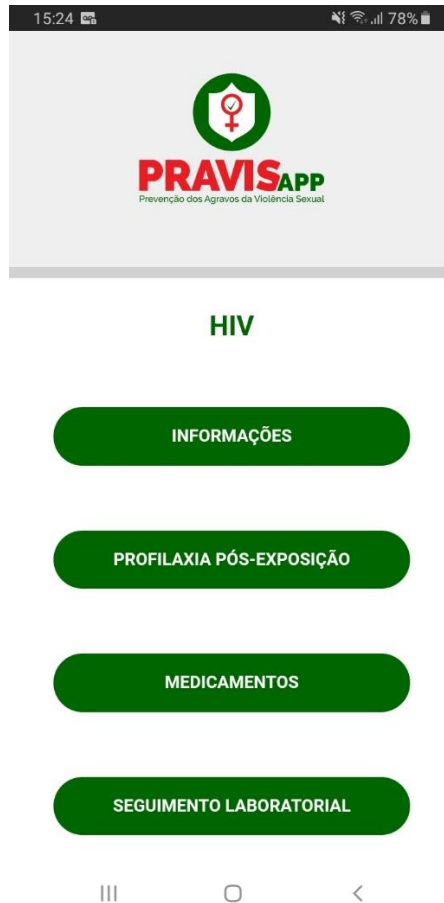 15:24
78%
PRAVISAPP
Prevenção dos Agravos da Violência Sexual
HIV
INFORMAÇÕES
PROFILAXIA PÓS-EXPOSIÇÃO
MEDICAMENTOS
SEGUIMENTO LABORATORIAL